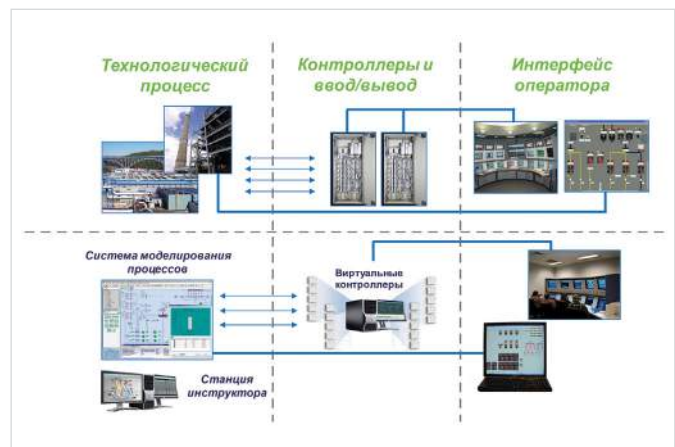 Технологический
процесс
Контроллеры и
ввод/вывод
Интерфейс
оператора
Система моделирования
процессов
Виртуальные
контроллеры
Станция
инструктора